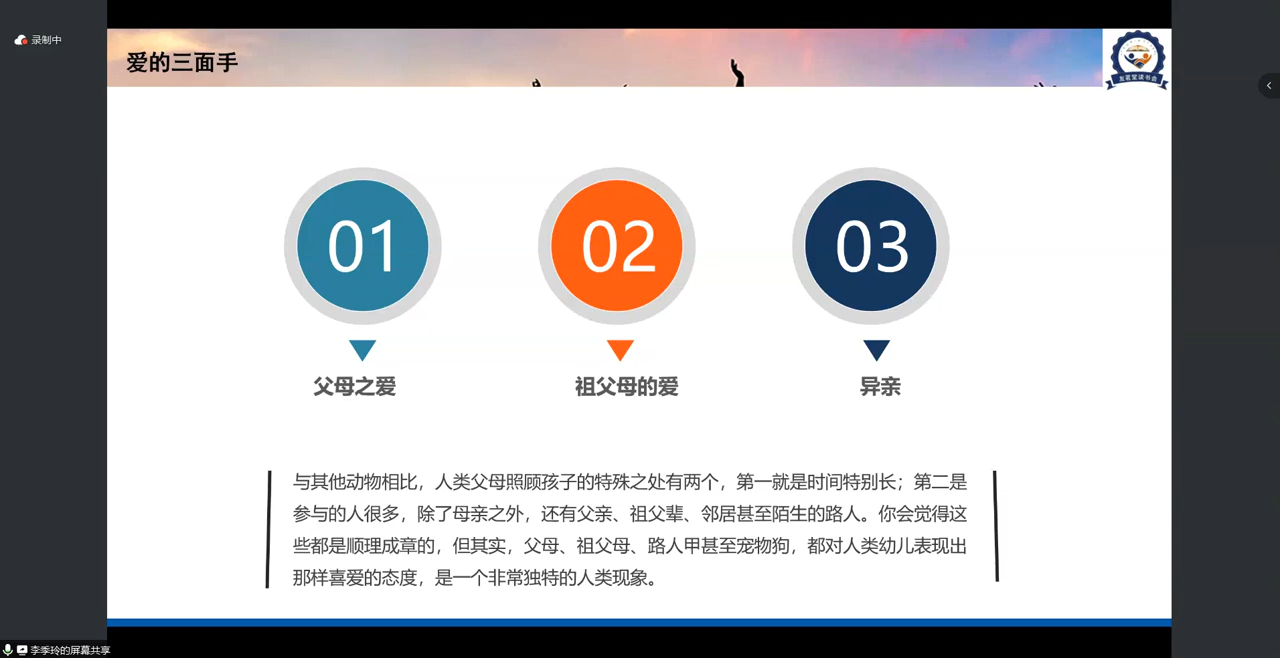 录制中
爱的三面手
友茗堂读书会
01
02
03
父母之爱
祖父母的爱
异亲
与其他动物相比，人类父母照顾孩子的特殊之处有两个，第一就是时间特别长；第二是
参与的人很多，除了母亲之外，还有父亲、祖父辈、邻居甚至陌生的路人。你会觉得这
些都是顺理成章的，但其实，父母、祖父母、路人甲甚至宠物狗，都对人类幼儿表现出
那样喜爱的态度，是一个非常独特的人类现象。
李季玲的屏幕共享